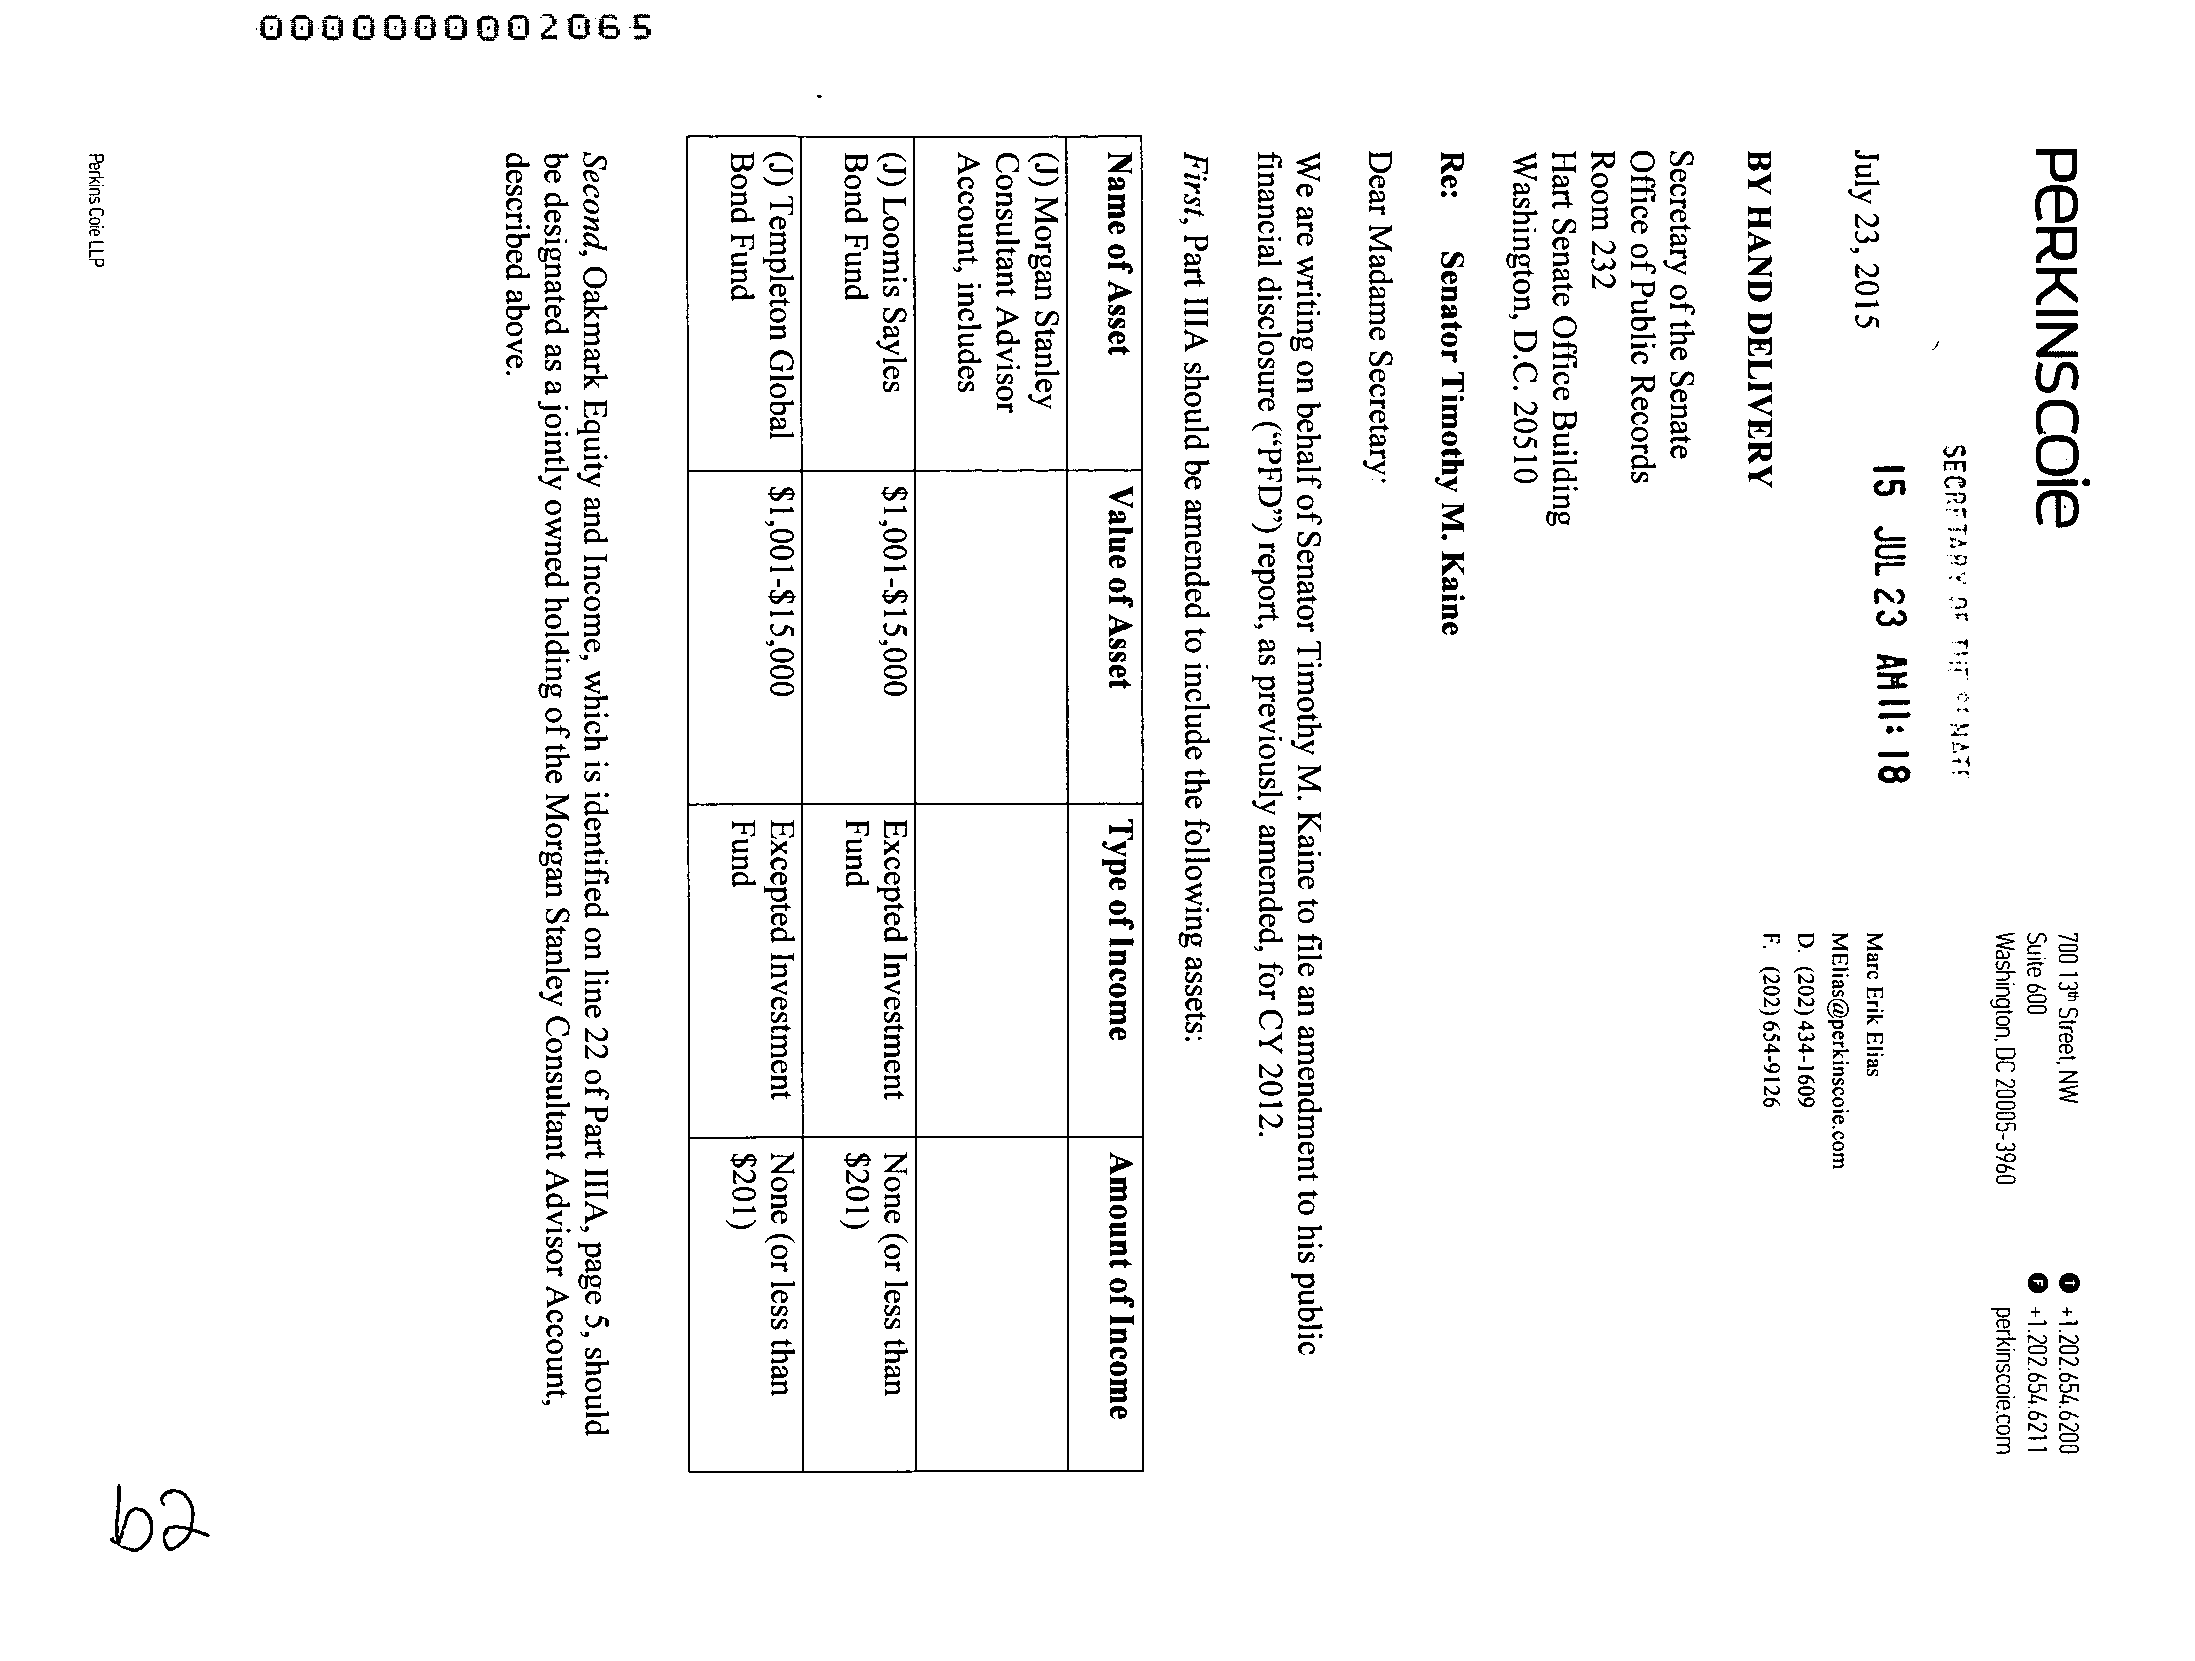 PERKINSCOIE
700 13th Street, NW
Suite 600
Washington, DC 20005-3960
T +1.202.654.6200
F +1.202.654.6211
perkinscoie.com
SECRETARY OF THE SENATE
15 JUL 23 AM 11:18
July 23, 2015
Marc Erik Elias
MElias@perkinscoie.com
D. (202) 434-1609
F. (202) 654-9126
BY HAND DELIVERY
Secretary of the Senate
Office of Public Records
Room 232
Hart Senate Office Building
Washington, D.C. 20510
Re: Senator Timothy M. Kaine
Dear Madame Secretary:
We are writing on behalf of Senator Timothy M. Kaine to file an amendment to his public
financial disclosure (“PFD”) report, as previously amended, for CY 2012.
First, Part IIIA should be amended to include the following assets:
Name of Asset Value of Asset Type of Income Amount of Income
(J) Morgan Stanley
Consultant Advisor
Account, includes
(J) Loomis Sayles $1,001-$15,000 Excepted Investment None (or less than
Bond Fund Fund $201)
(J) Templeton Global $1,001-$15,000 Excepted Investment None (or less than
Bond Fund Fund $201)
Second, Oakmark Equity and Income, which is identified on line 22 of Part IIIA, page 5, should
be designated as a jointly owned holding of the Morgan Stanley Consultant Advisor Account,
described above.
Perkins Coie LLP
000000002065